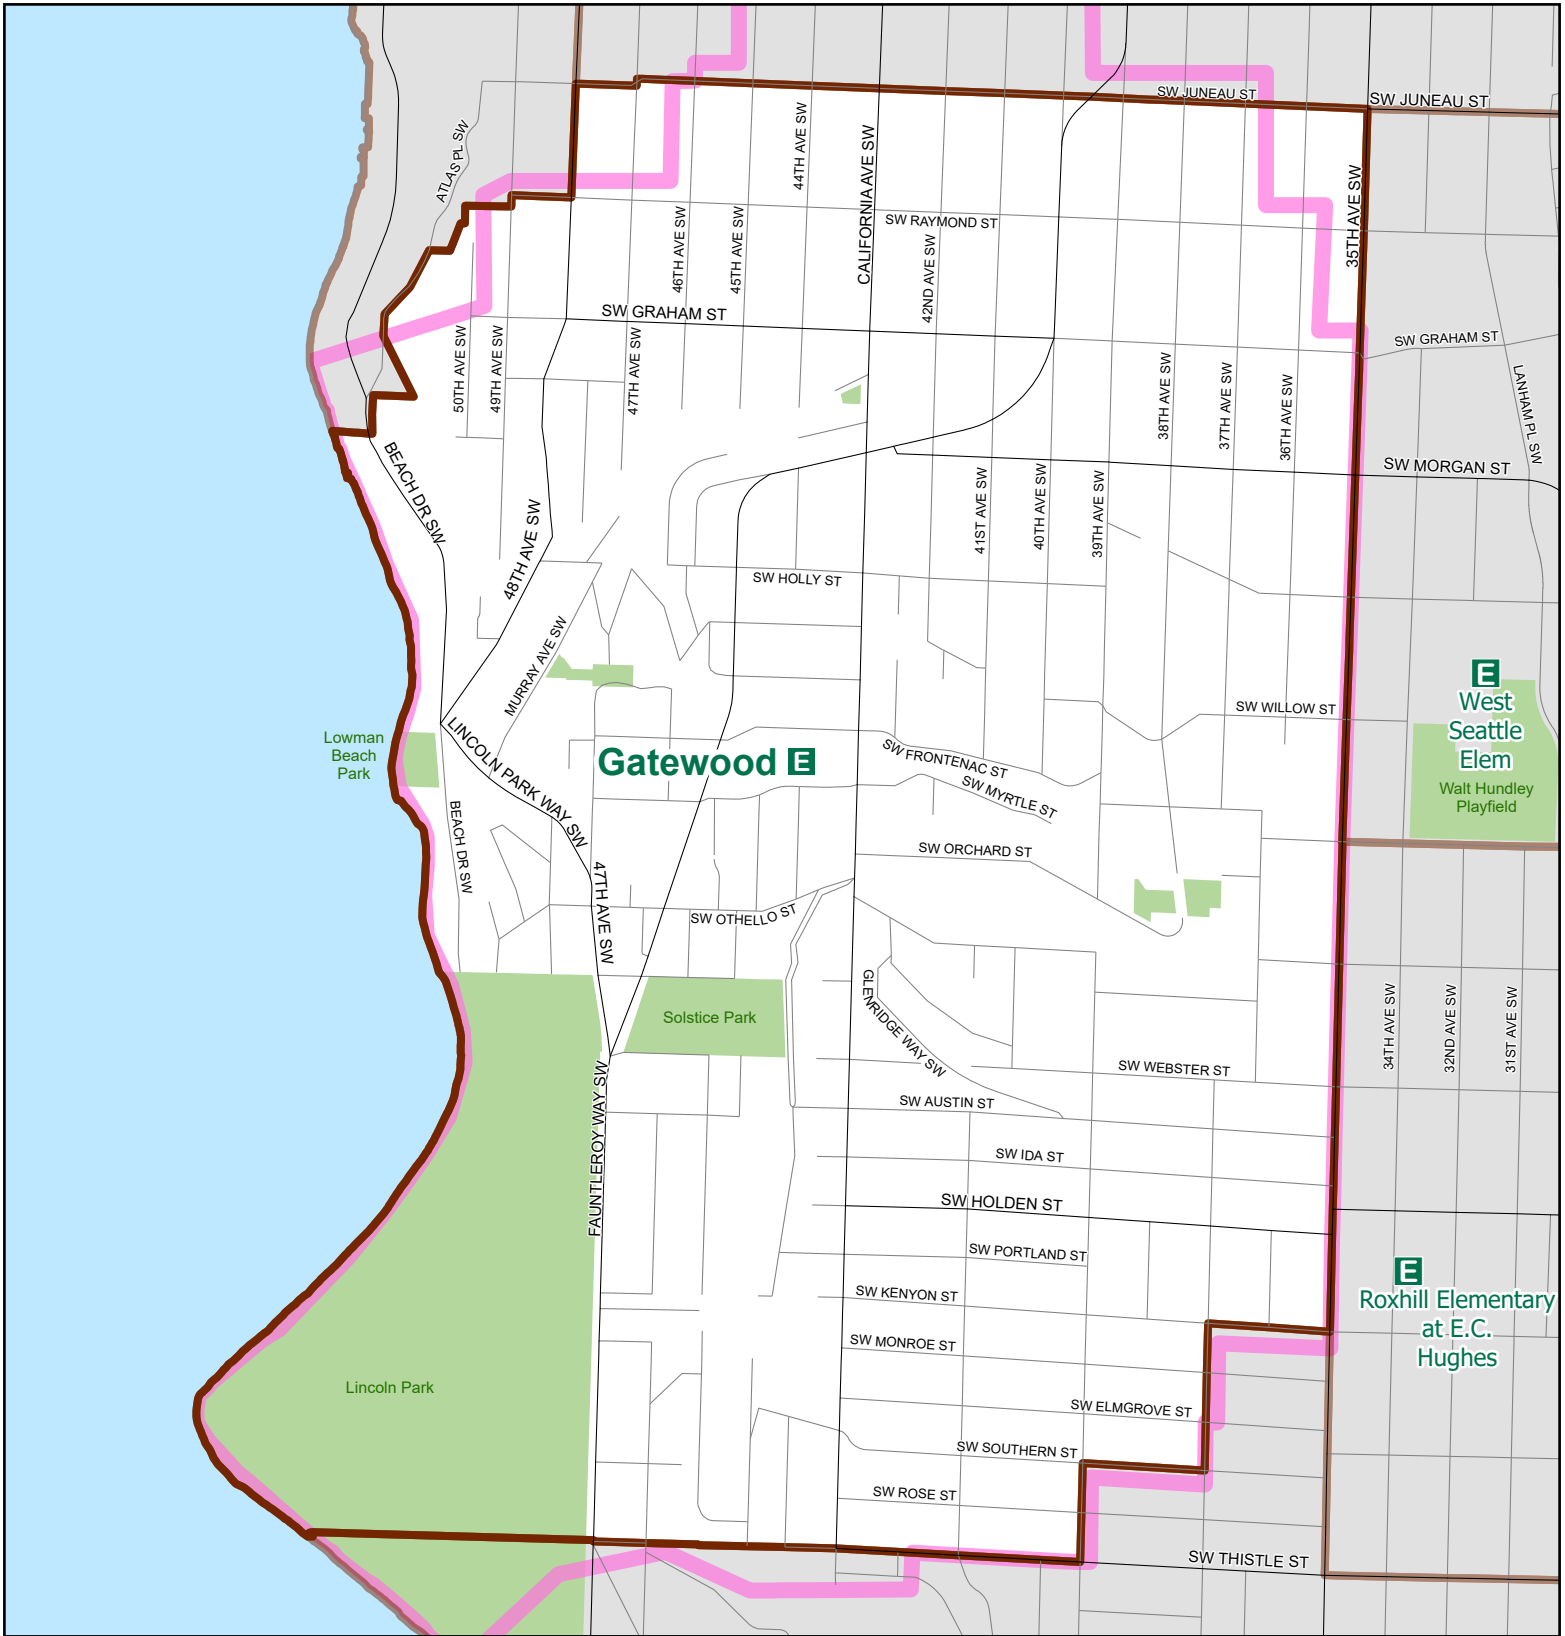 SW JUNEAU ST
SW JUNEAU ST
ATLAS PL SW
44TH AVE SW
CALIFORNIA AVE SW
35TH AVE SW
SW RAYMOND ST
46TH AVE SW
45TH AVE SW
42ND AVE SW
SW GRAHAM ST
SW GRAHAM ST
50TH AVE SW
49TH AVE SW
47TH AVE SW
38TH AVE SW
37TH AVE SW
36TH AVE SW
LANHAM PL SW
BEACH DR SW
SW MORGAN ST
48TH AVE SW
41ST AVE SW
40TH AVE SW
39TH AVE SW
SW HOLLY ST
MURRAY AVE SW
E
West
Seattle
Elem
Walt Hundley
Playfield
SW WILLOW ST
Lowman
Beach
Park
LINCOLN PARK WAY SW
Gatewood E
SW FRONTENAC ST
SW MYRTLE ST
BEACH DR SW
SW ORCHARD ST
47TH AVE SW
SW OTHELLO ST
GLENRIDGE WAY SW
Solstice Park
34TH AVE SW
32ND AVE SW
31ST AVE SW
FAUNTLEROY WAY SW
SW WEBSTER ST
SW AUSTIN ST
SW IDA ST
SW HOLDEN ST
SW PORTLAND ST
E
Roxhill Elementary
at E.C.
Hughes
SW KENYON ST
SW MONROE ST
Lincoln Park
SW ELMGROVE ST
SW SOUTHERN ST
SW ROSE ST
SW THISTLE ST